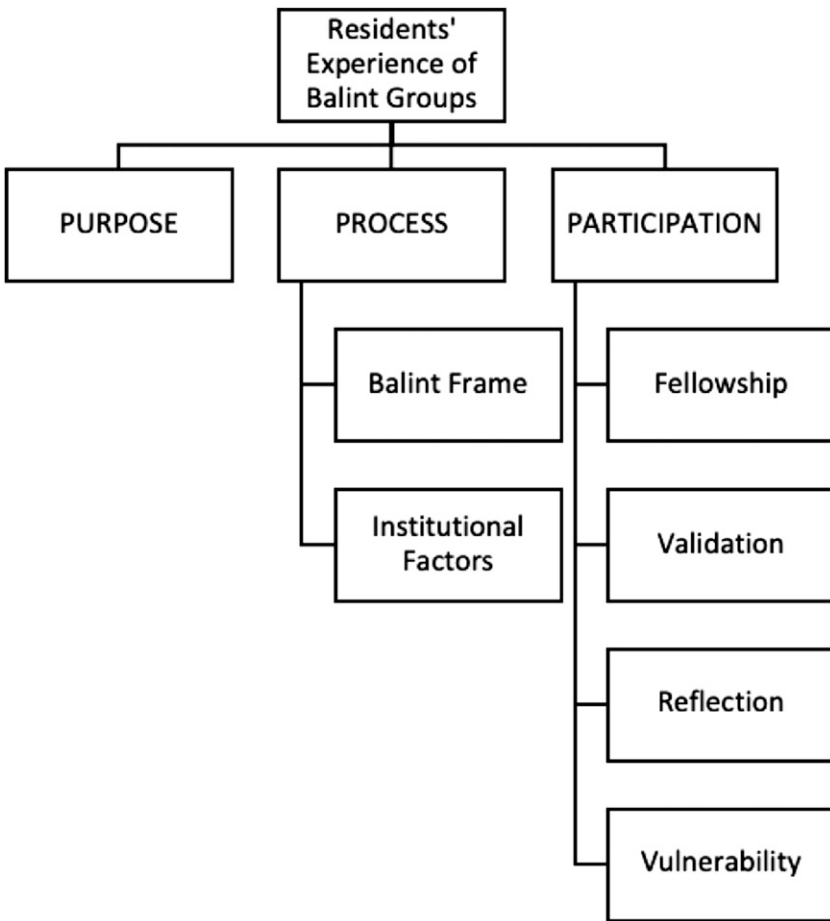 Residents'
Experience of
Balint Groups
PURPOSE
PROCESS
PARTICIPATION
Balint Frame
Fellowship
Institutional
Factors
Validation
Reflection
Vulnerability